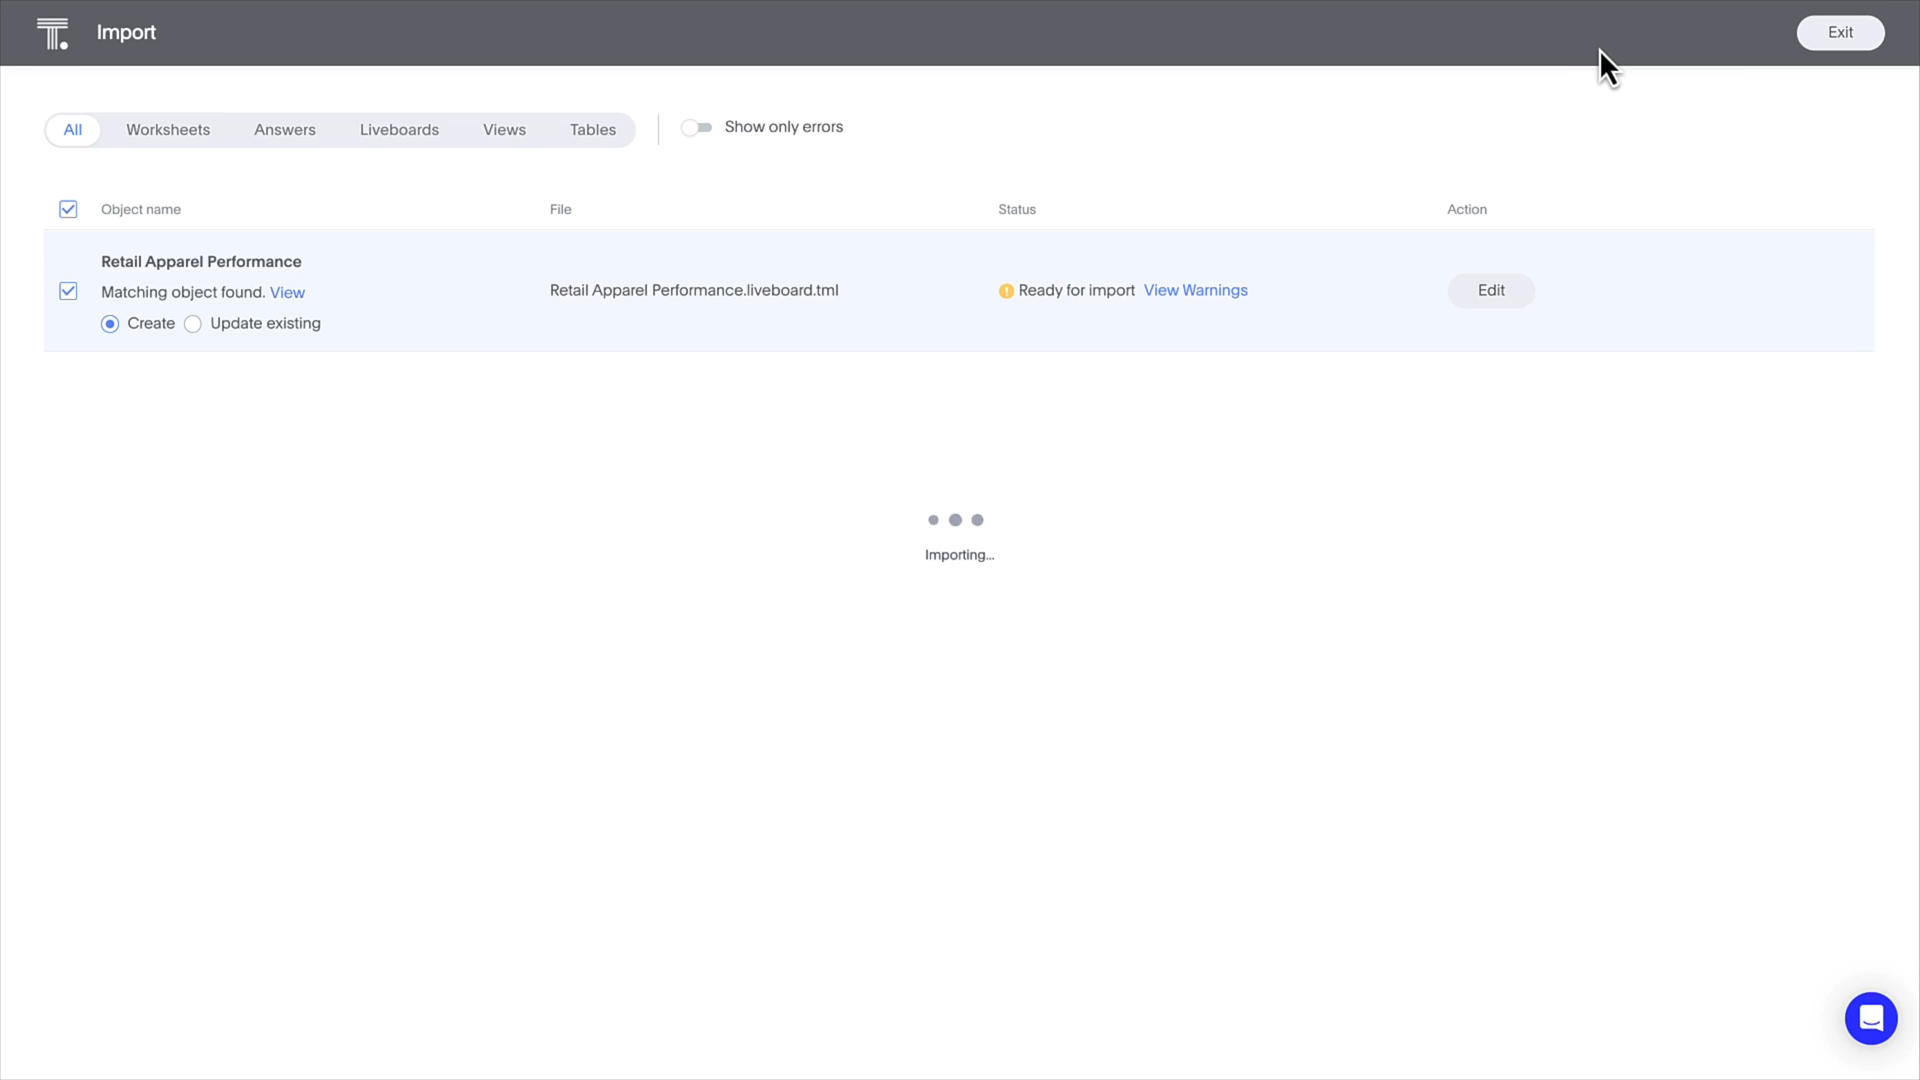 Import
Exit
All Worksheets Answers Liveboards Views Tables Show only errors
Object name File Status Action
Retail Apparel Performance
Matching object found. View
Retail Apparel Performance.liveboard.tml Ready for import View Warnings Edit
Create Update existing
Importing...